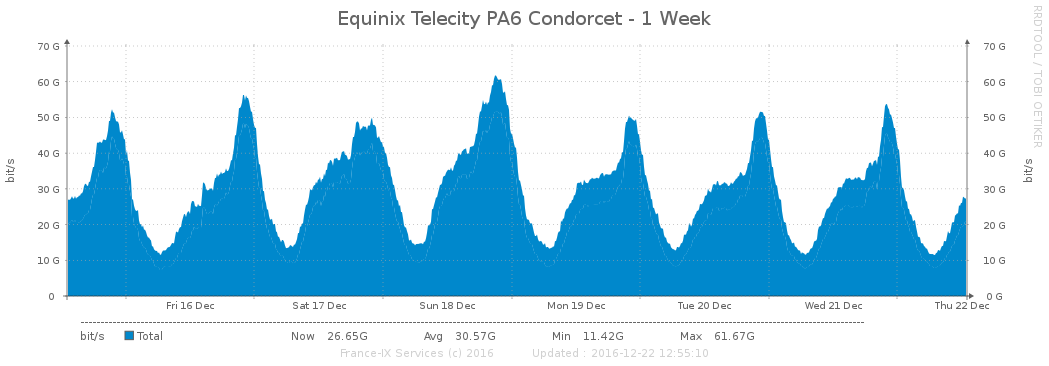 Equinix Telecity PA6 Condorcet - 1 Week
RRDTOOL / TOBI OETIKER
bit/s
70 G 70 G
60 G 60 G
50 G 50 G
40 G 40 G
30 G 30 G
20 G 20 G
10 G 10 G
0 0 G
bit/s
Fri 16 Dec Sat 17 Dec Sun 18 Dec Mon 19 Dec Tue 20 Dec Wed 21 Dec Thu 22 Dec
bit/s Total Now 26.65G Avg 30.57G Min 11.42G Max 61.67G
France-IX Services (c) 2016 Updated : 2016-12-22 12:55:10